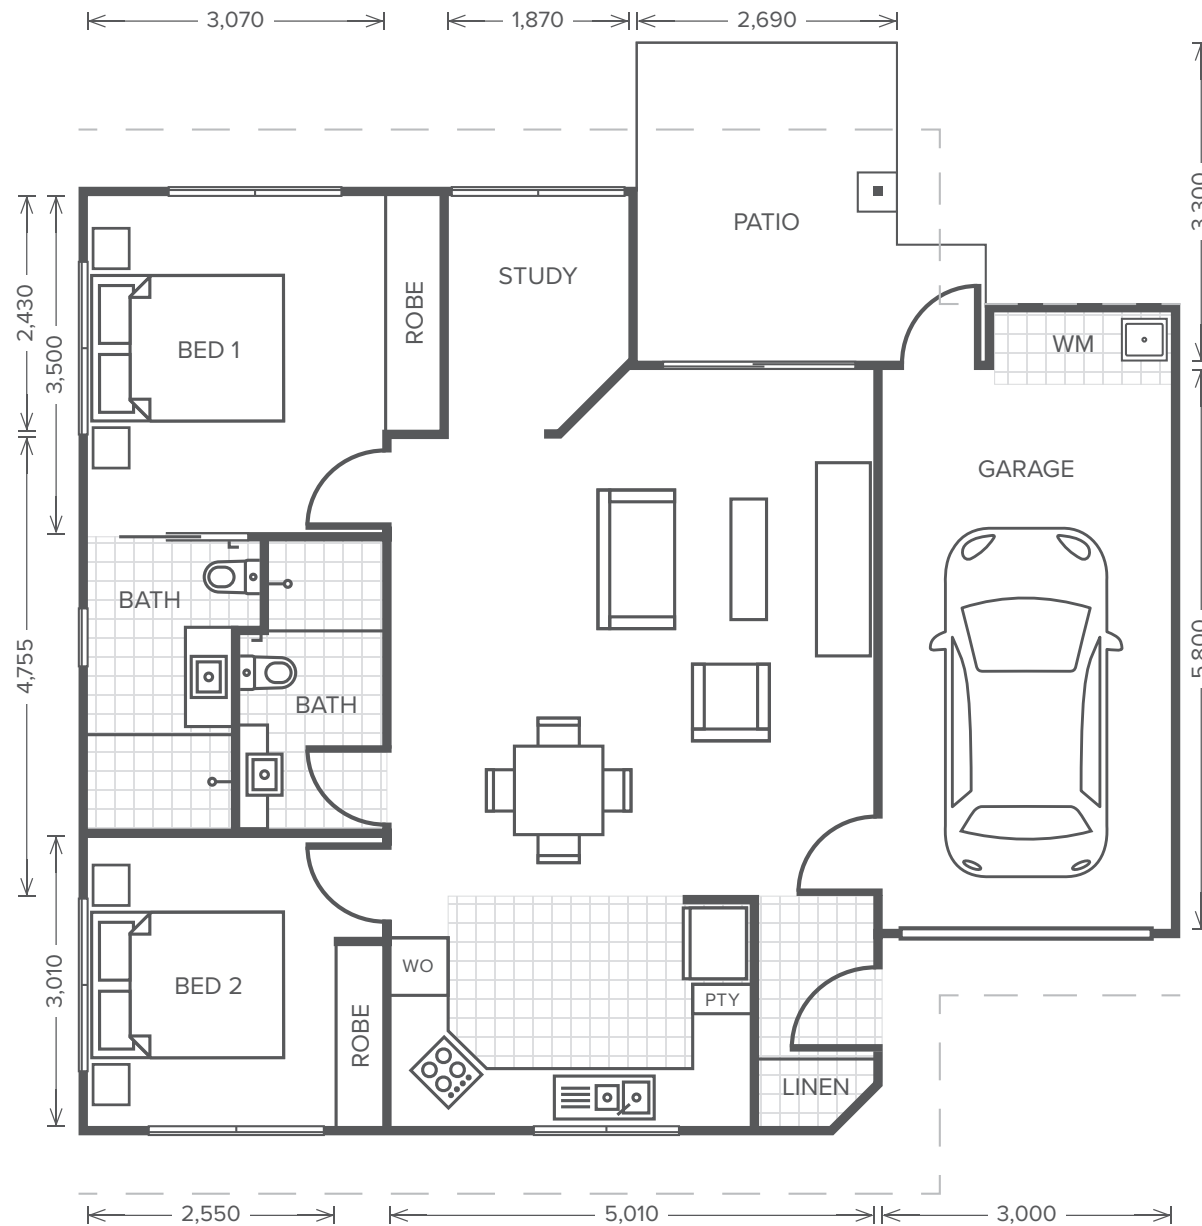 3,070
1,870
2,690
3,300
PATIO
STUDY
ROBE
2,430
3,500
BED 1
WM
GARAGE
BATH
4,755
5,800
BATH
WO
BED 2
3,010
PTY
ROBE
LINEN
2,550
5,010
3,000